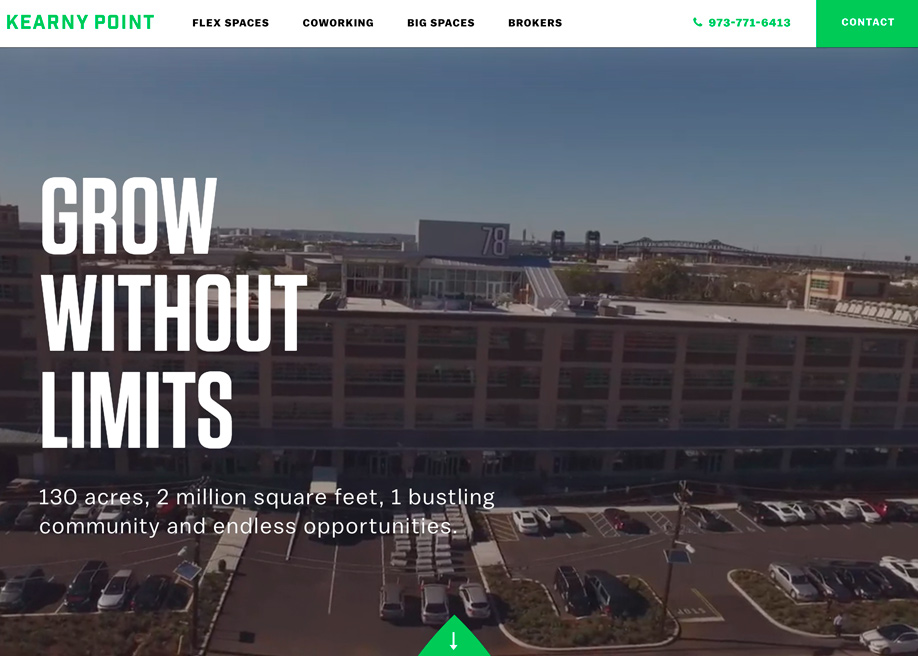 KEARNY POINT
FLEX SPACES
COWORKING
BIG SPACES
BROKERS
973-771-6413
CONTACT
78
GROW
WITHOUT
LIMITS
130 acres, 2 million square feet, 1 bustling
community and endless opportunities.
STOP